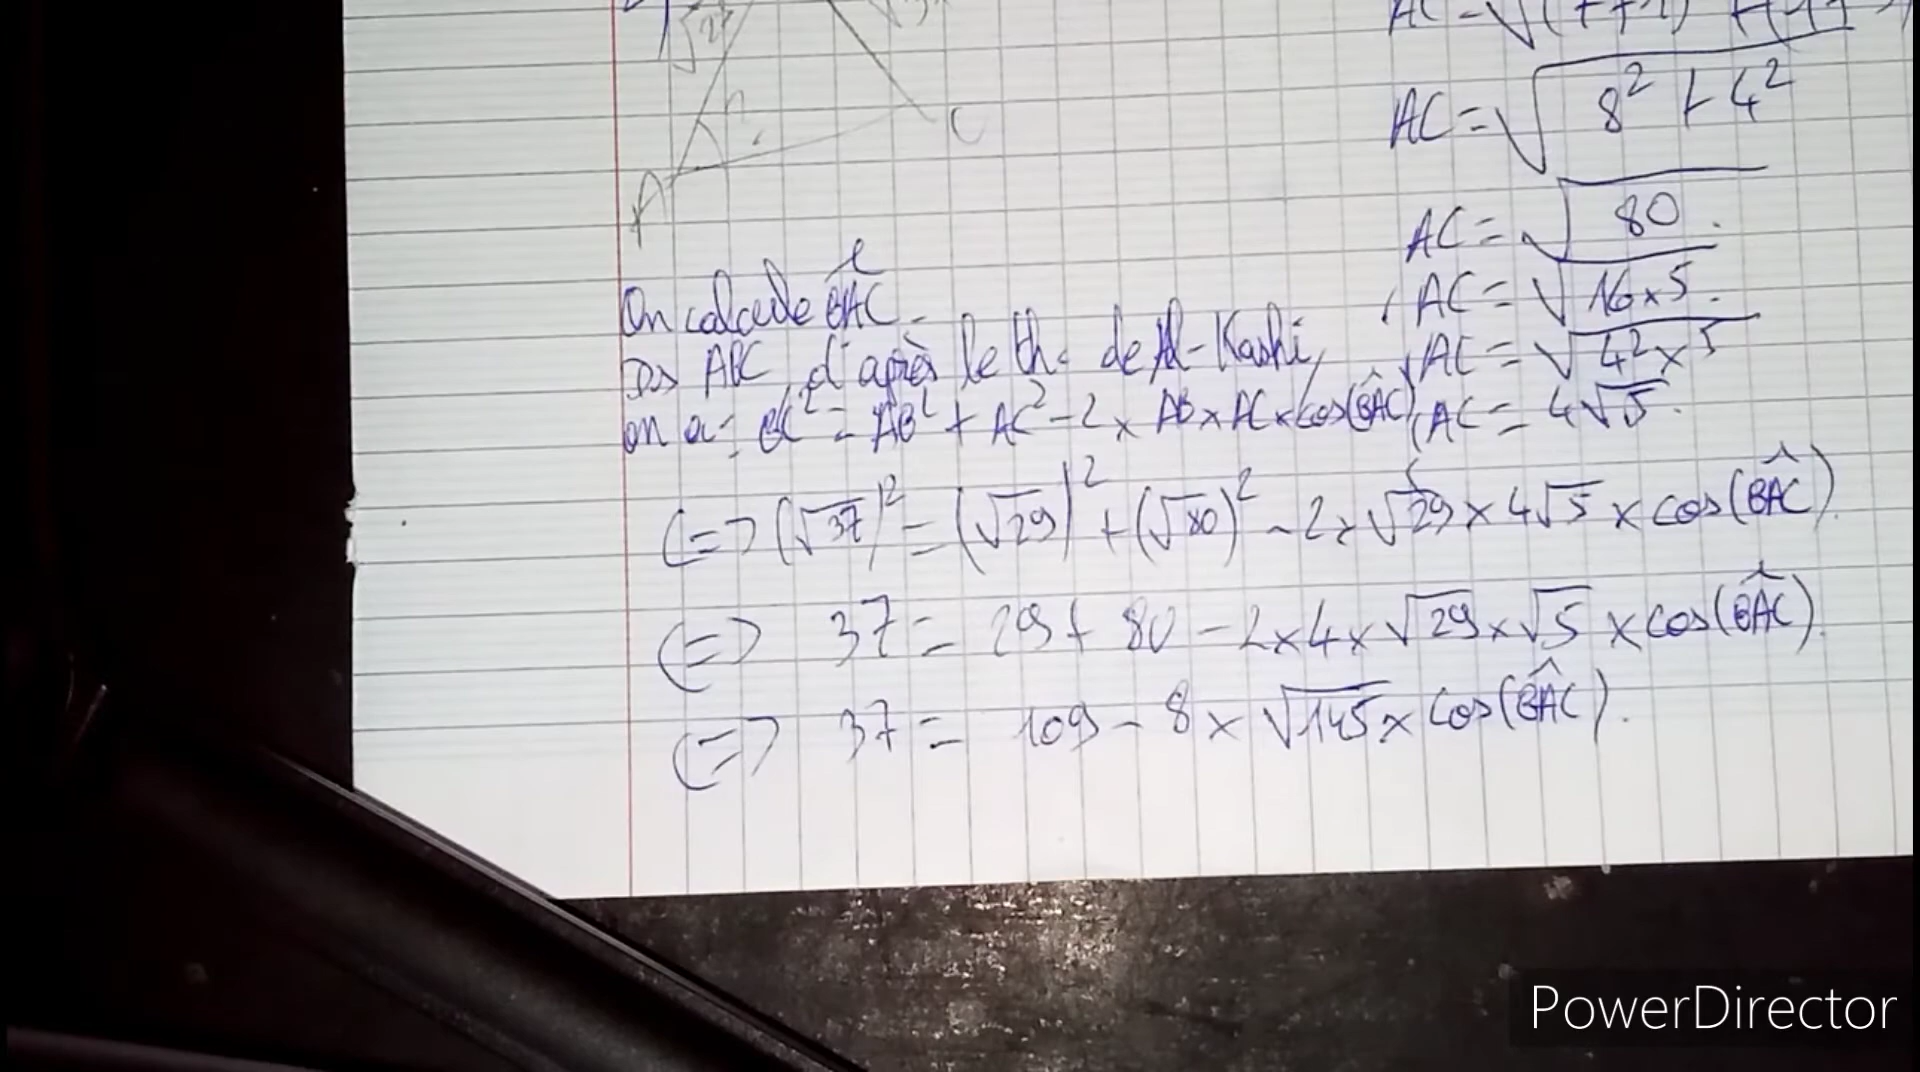 √29
C
A
AC = √8² + 4²
AC = √80.
AC = √16×5.
AC = √4²×5
AC = 4√5.
On calcule BÂC.
Ds ABC, d'après le th. de Al-Kashi,
on a: BC² = AB² + AC² - 2 × AB × AC × cos(BÂC)
(=) (√37)² = (√29)² + (√80)² - 2 × √29 × 4√5 × cos(BÂC).
(=) 37 = 29 + 80 - 2×4×√29×√5 × cos(BÂC).
(=) 37 = 109 - 8 × √145 × cos(BÂC).
PowerDirector